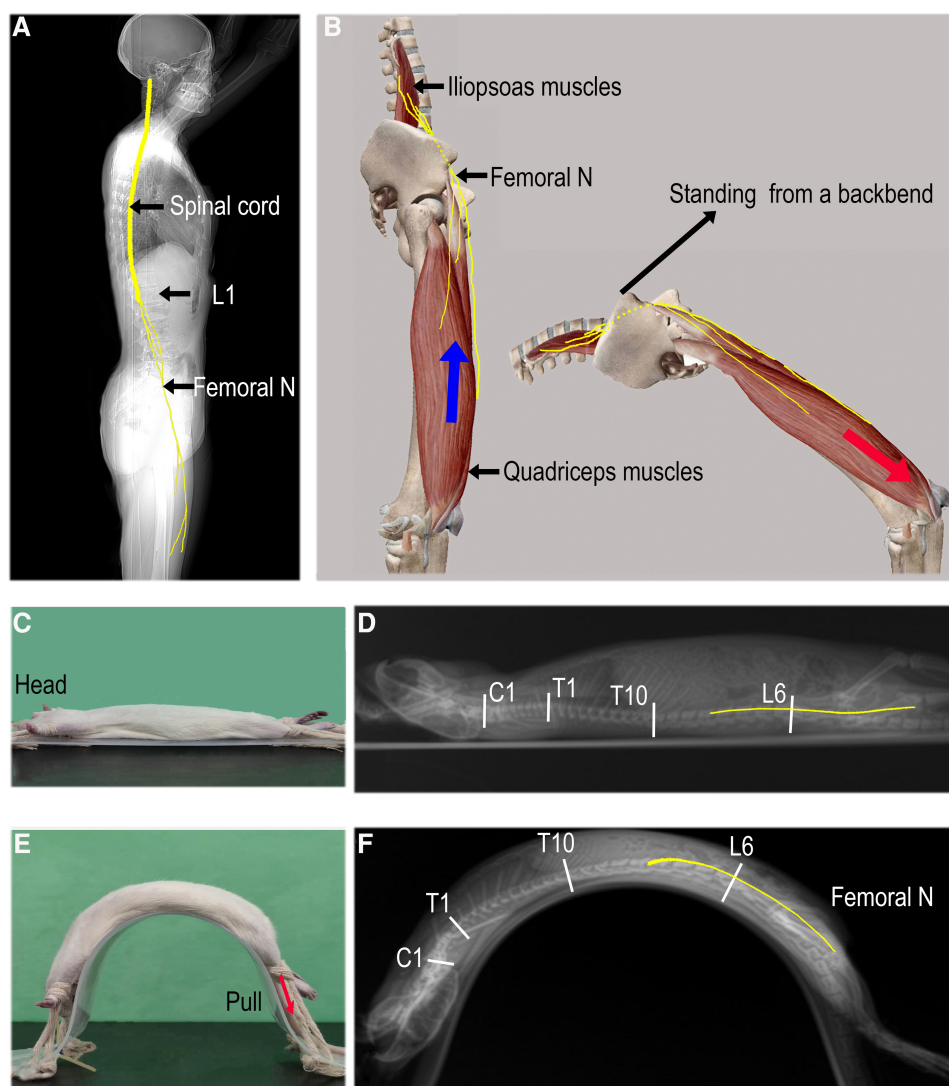 A
Spinal cord
L1
Femoral N
B
Iliopsoas muscles
Femoral N
Standing from a backbend
Quadriceps muscles
C
Head
D
C1
T1
T10
L6
E
Pull
F
T10
L6
T1
C1
Femoral N